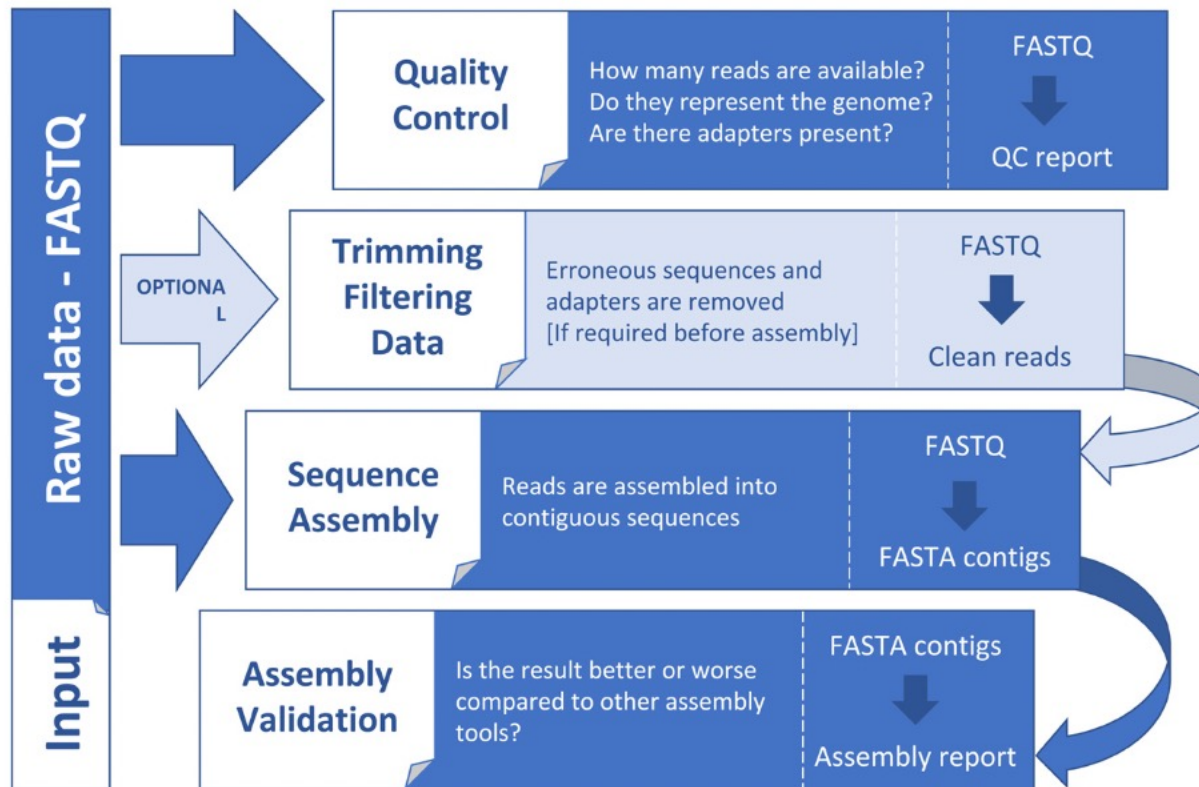 Raw data - FASTQ
Input
Quality
Control
How many reads are available?
Do they represent the genome?
Are there adapters present?
FASTQ
QC report
OPTIONA
L
Trimming
Filtering
Data
Erroneous sequences and
adapters are removed
[If required before assembly]
FASTQ
Clean reads
Sequence
Assembly
Reads are assembled into
contiguous sequences
FASTQ
FASTA contigs
Assembly
Validation
Is the result better or worse
compared to other assembly
tools?
FASTA contigs
Assembly report